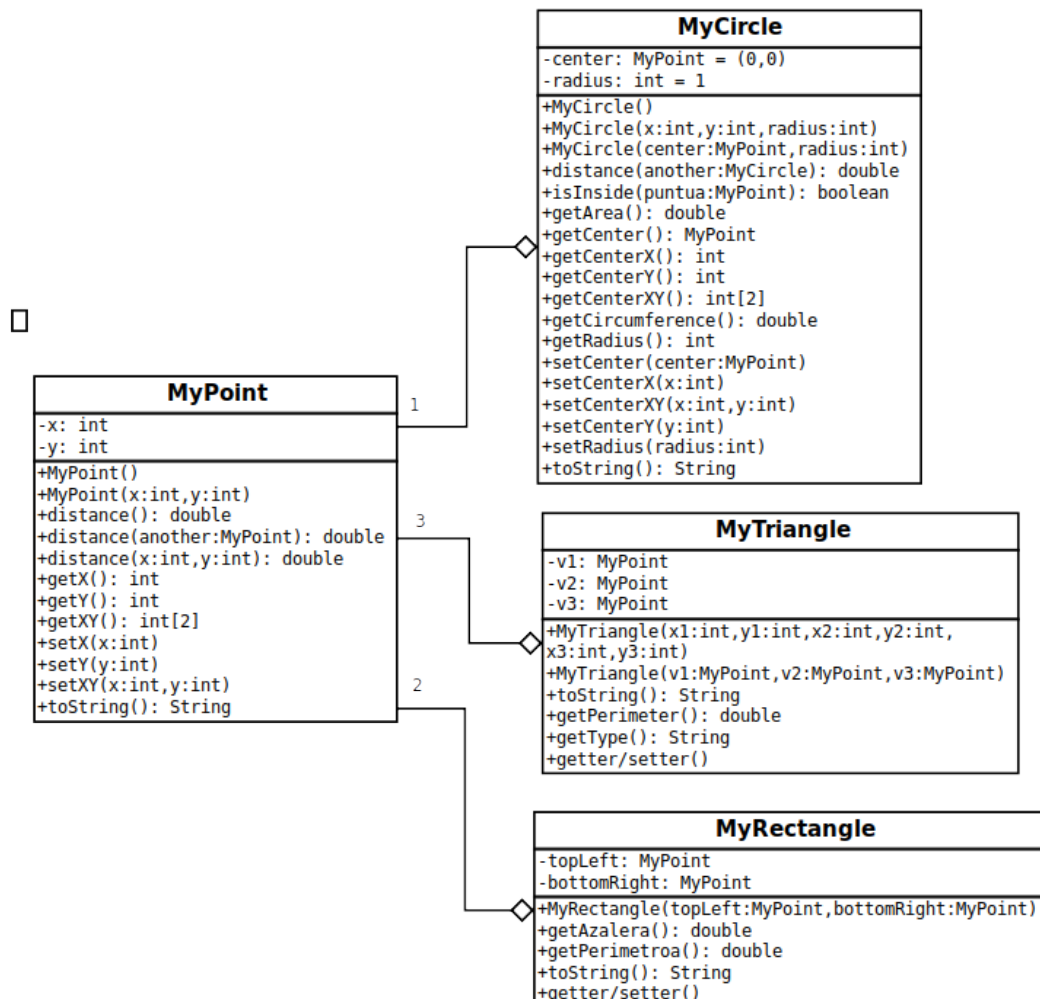 MyCircle
-center: MyPoint = (0,0)
-radius: int = 1
+MyCircle()
+MyCircle(x:int,y:int,radius:int)
+MyCircle(center:MyPoint,radius:int)
+distance(another:MyCircle): double
+isInside(puntua:MyPoint): boolean
+getArea(): double
+getCenter(): MyPoint
+getCenterX(): int
+getCenterY(): int
+getCenterXY(): int[2]
+getCircumference(): double
+getRadius(): int
+setCenter(center:MyPoint)
+setCenterX(x:int)
+setCenterXY(x:int,y:int)
+setCenterY(y:int)
+setRadius(radius:int)
+toString(): String
MyPoint
-x: int
-y: int
+MyPoint()
+MyPoint(x:int,y:int)
+distance(): double
+distance(another:MyPoint): double
+distance(x:int,y:int): double
+getX(): int
+getY(): int
+getXY(): int[2]
+setX(x:int)
+setY(y:int)
+setXY(x:int,y:int)
+toString(): String
1
3
2
MyTriangle
-v1: MyPoint
-v2: MyPoint
-v3: MyPoint
+MyTriangle(x1:int,y1:int,x2:int,y2:int,
x3:int,y3:int)
+MyTriangle(v1:MyPoint,v2:MyPoint,v3:MyPoint)
+toString(): String
+getPerimeter(): double
+getType(): String
+getter/setter()
MyRectangle
-topLeft: MyPoint
-bottomRight: MyPoint
+MyRectangle(topLeft:MyPoint,bottomRight:MyPoint)
+getAzalera(): double
+getPerimetroa(): double
+toString(): String
+getter/setter()